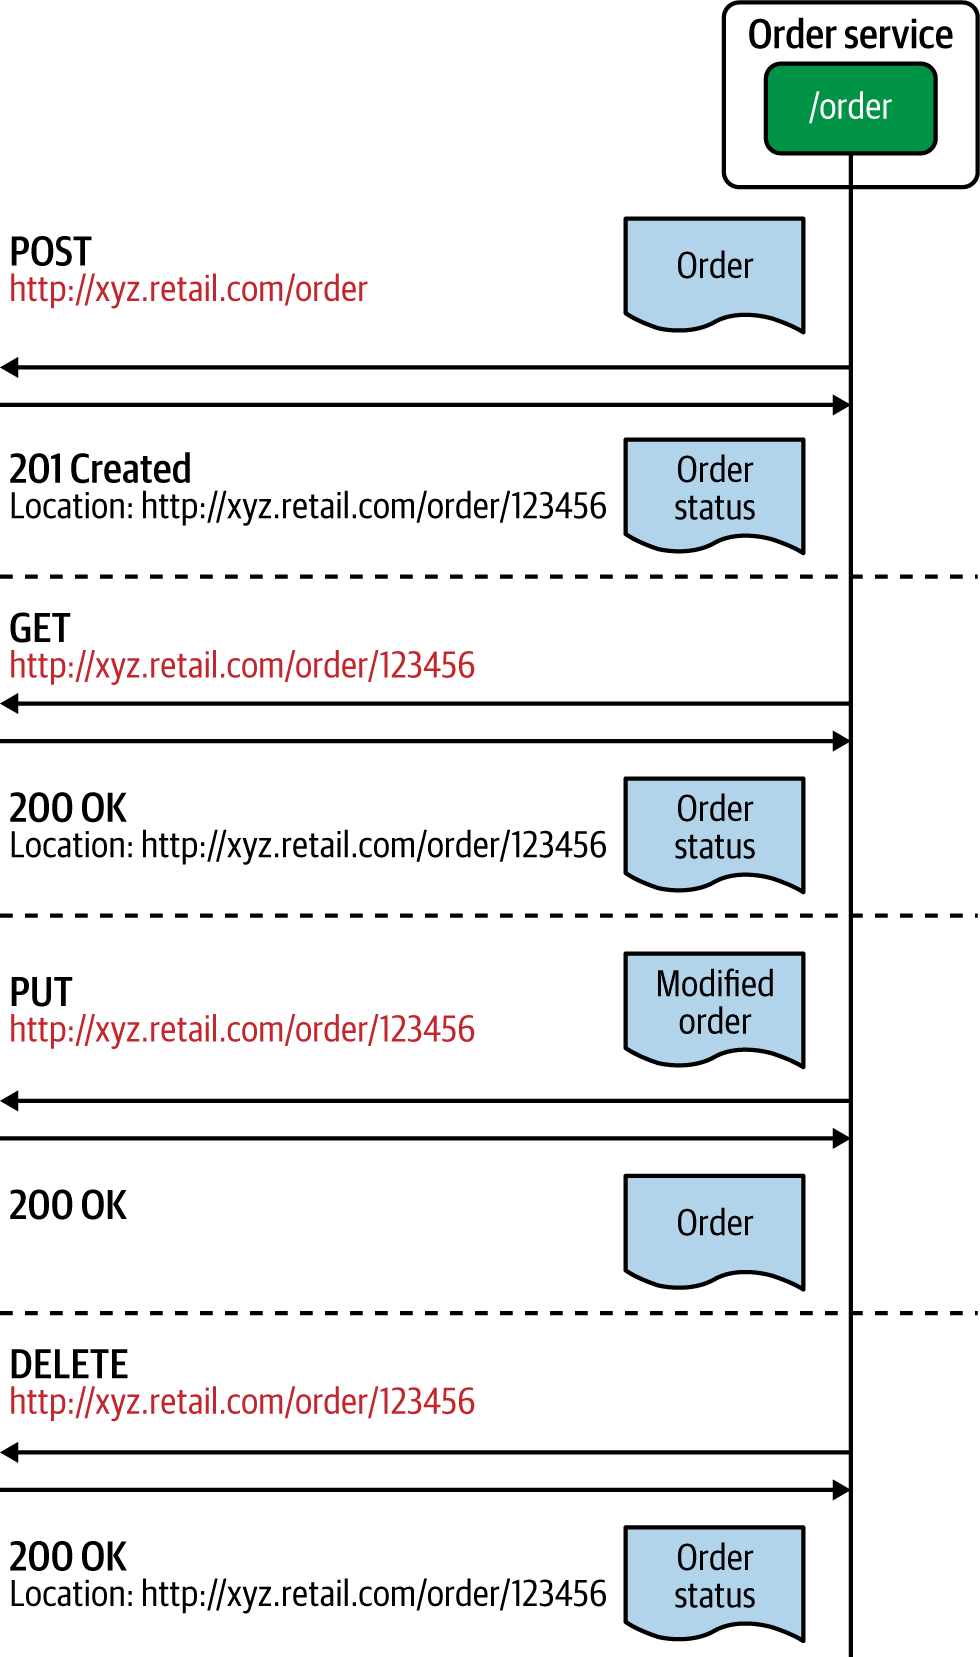 Order service
/order
POST
http://xyz.retail.com/order
Order
201 Created
Location: http://xyz.retail.com/order/123456
Order
status
GET
http://xyz.retail.com/order/123456
200 OK
Location: http://xyz.retail.com/order/123456
Order
status
PUT
http://xyz.retail.com/order/123456
Modified
order
200 OK
Order
DELETE
http://xyz.retail.com/order/123456
200 OK
Location: http://xyz.retail.com/order/123456
Order
status